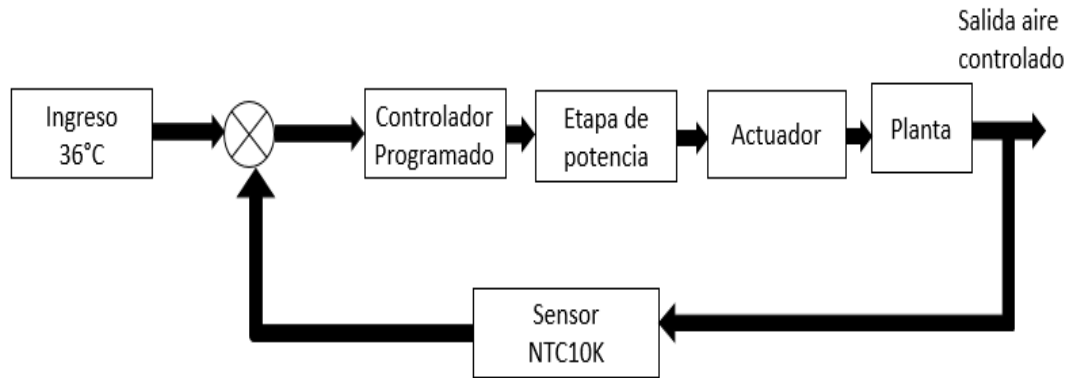 Salida aire
controlado
Ingreso
36°C
Controlador
Programado
Etapa de
potencia
Actuador
Planta
Sensor
NTC10K